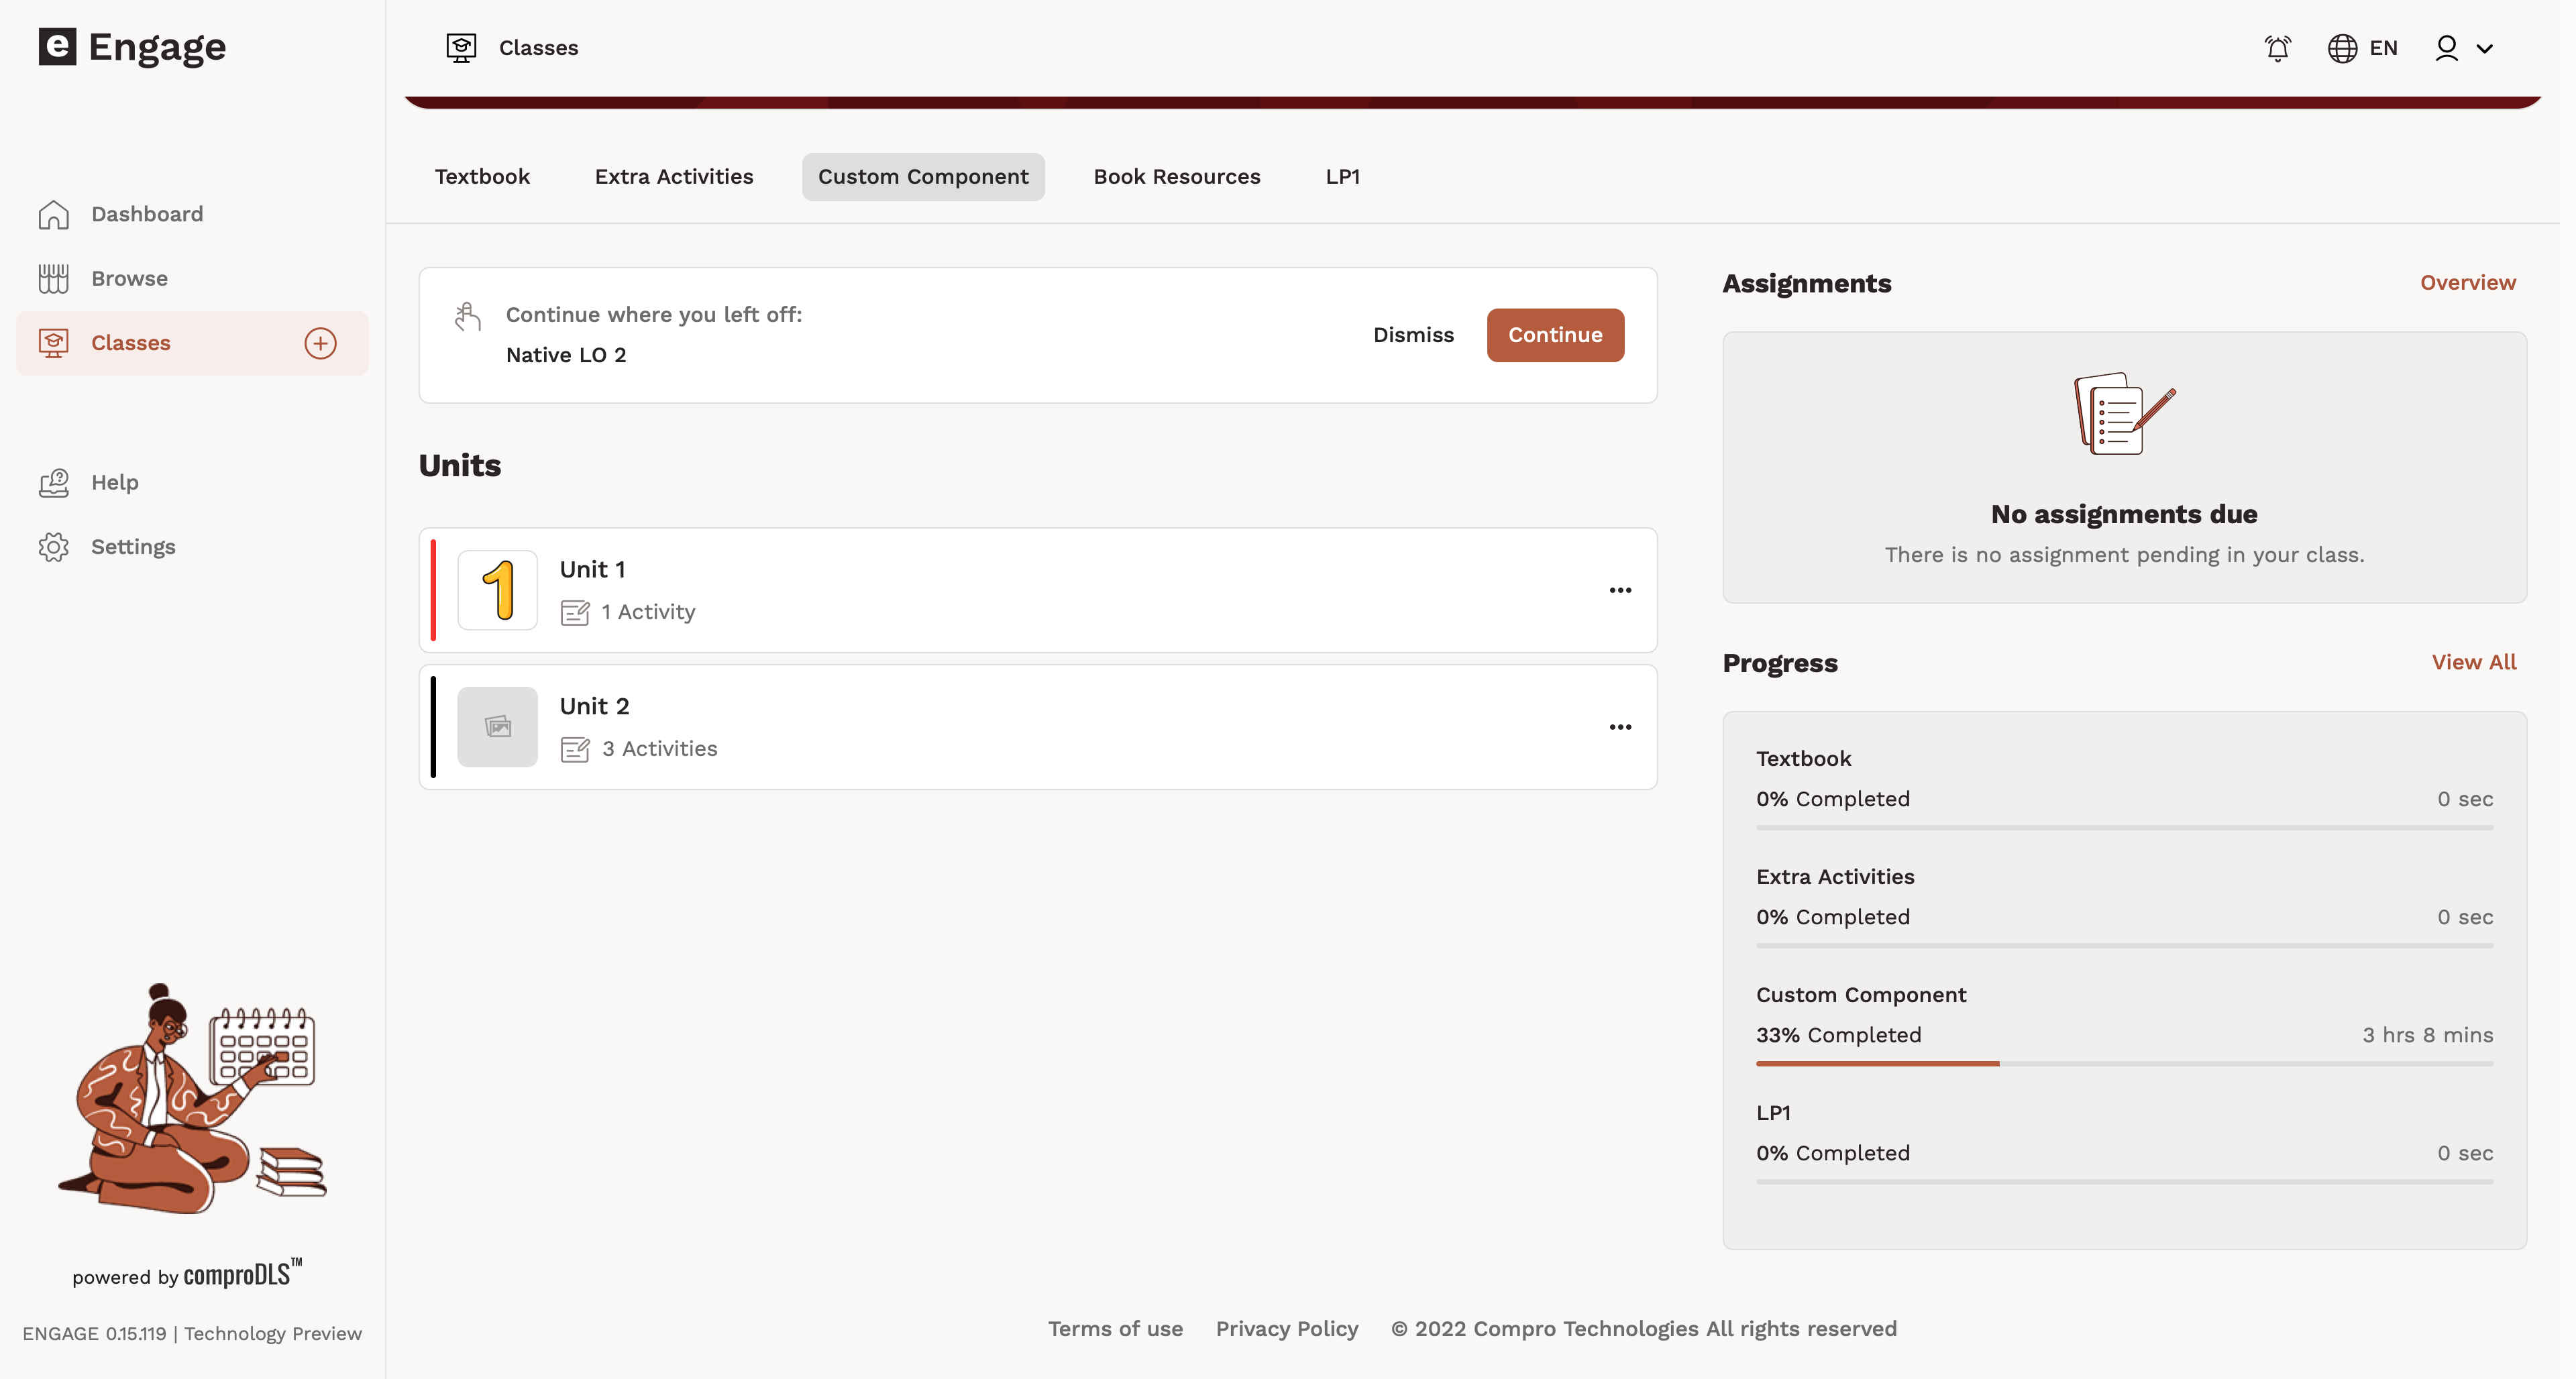 e Engage
Classes
EN
Dashboard
Browse
Classes
Help
Settings
powered by comproDLS™
ENGAGE 0.15.119 | Technology Preview
Textbook
Extra Activities
Custom Component
Book Resources
LP1
Continue where you left off:
Native LO 2
Dismiss
Continue
Units
Unit 1
1 Activity
Unit 2
3 Activities
Assignments
Overview
No assignments due
There is no assignment pending in your class.
Progress
View All
Textbook
0% Completed
0 sec
Extra Activities
0% Completed
0 sec
Custom Component
33% Completed
3 hrs 8 mins
LP1
0% Completed
0 sec
Terms of use
Privacy Policy
© 2022 Compro Technologies All rights reserved